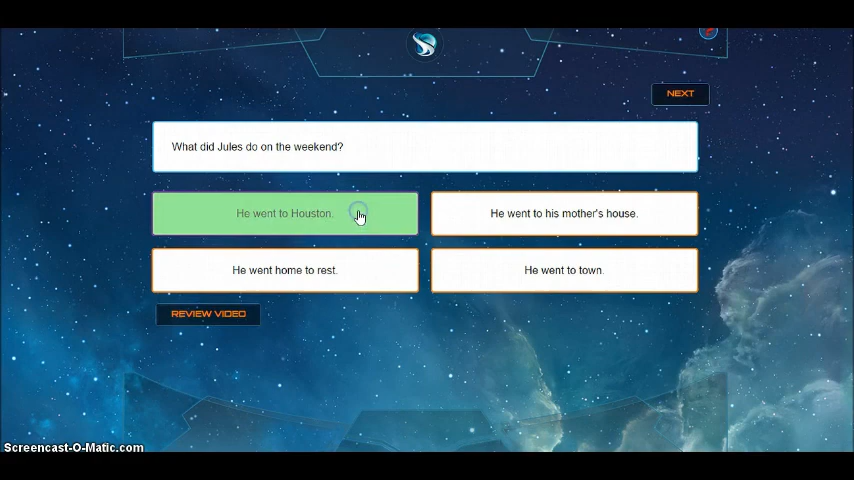 NEXT
What did Jules do on the weekend?
He went to Houston.
He went to his mother's house.
He went home to rest.
He went to town.
REVIEW VIDEO
Screencast-O-Matic.com